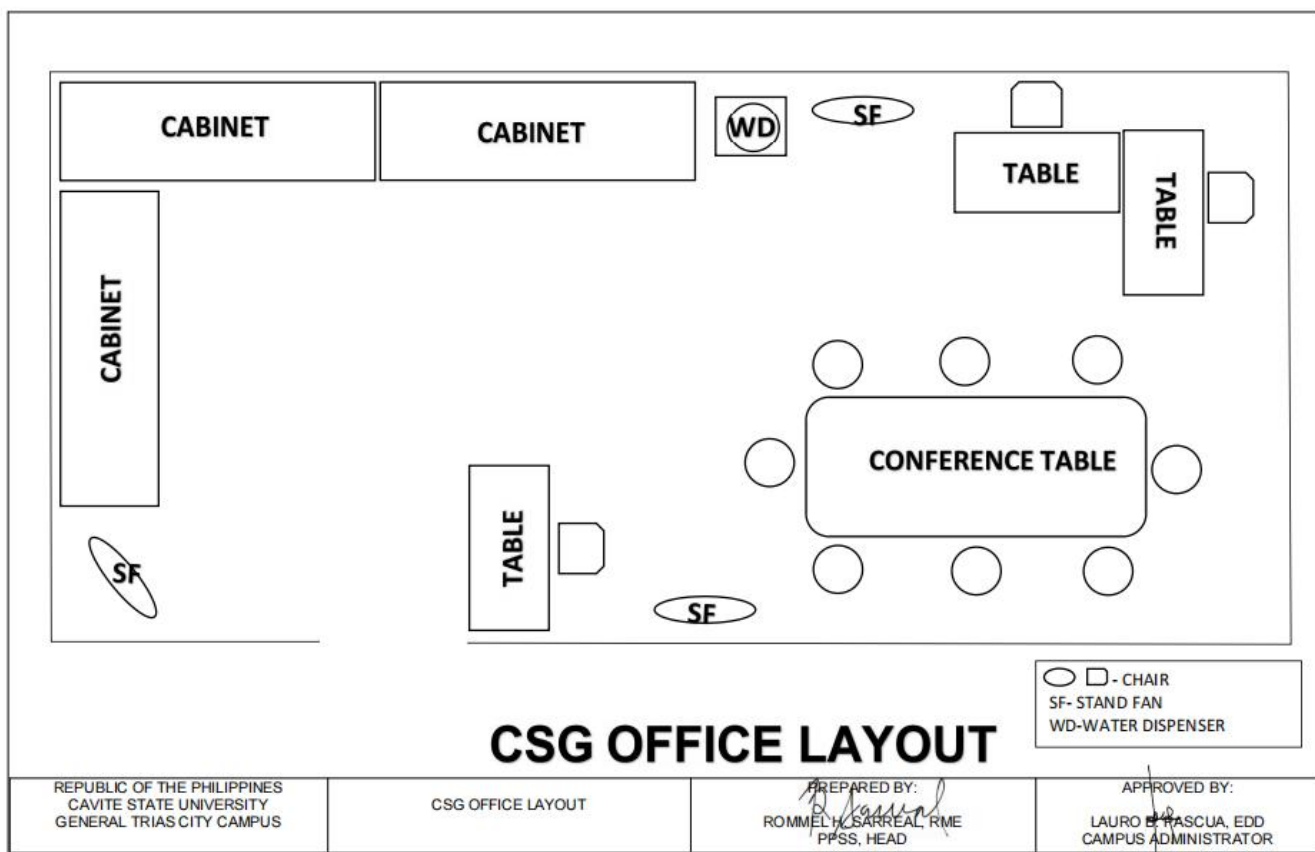 CABINET
CABINET
WD
SF
TABLE
TABLE
CABINET
CONFERENCE TABLE
TABLE
SF
SF
- CHAIR
SF- STAND FAN
WD-WATER DISPENSER
CSG OFFICE LAYOUT
REPUBLIC OF THE PHILIPPINES
CAVITE STATE UNIVERSITY
GENERAL TRIAS CITY CAMPUS
CSG OFFICE LAYOUT
PREPARED BY:
ROMMEL H. SARREAL, RME
PPSS, HEAD
APPROVED BY:
LAURO B. PASCUA, EDD
CAMPUS ADMINISTRATOR